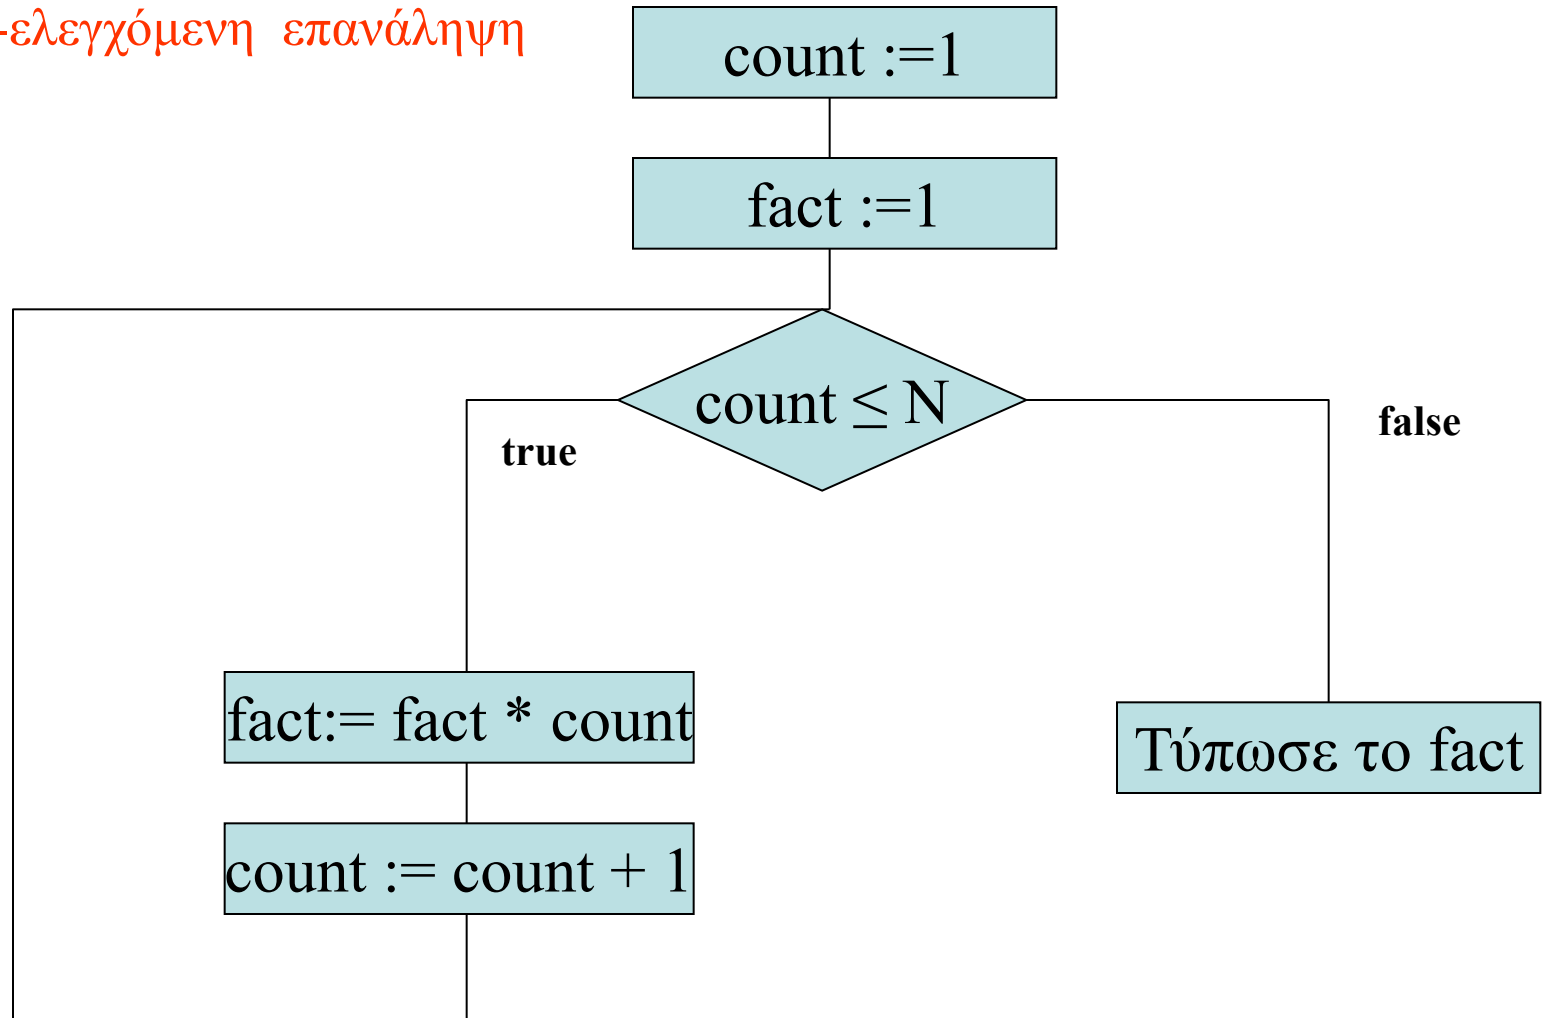 -ελεγχόμενη επανάληψη
count :=1
fact :=1
count ≤ N
true
false
fact:= fact * count
Τύπωσε το fact
count := count + 1